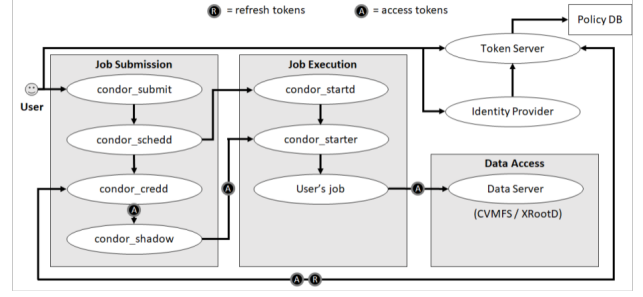 R = refresh tokens
A = access tokens
Policy DB
Token Server
Job Submission
Job Execution
condor_submit
condor_startd
User
Identity Provider
condor_schedd
condor_starter
Data Access
condor_credd
User's job
Data Server
A
A
A
(CVMFS / XRootD)
condor_shadow
A
R